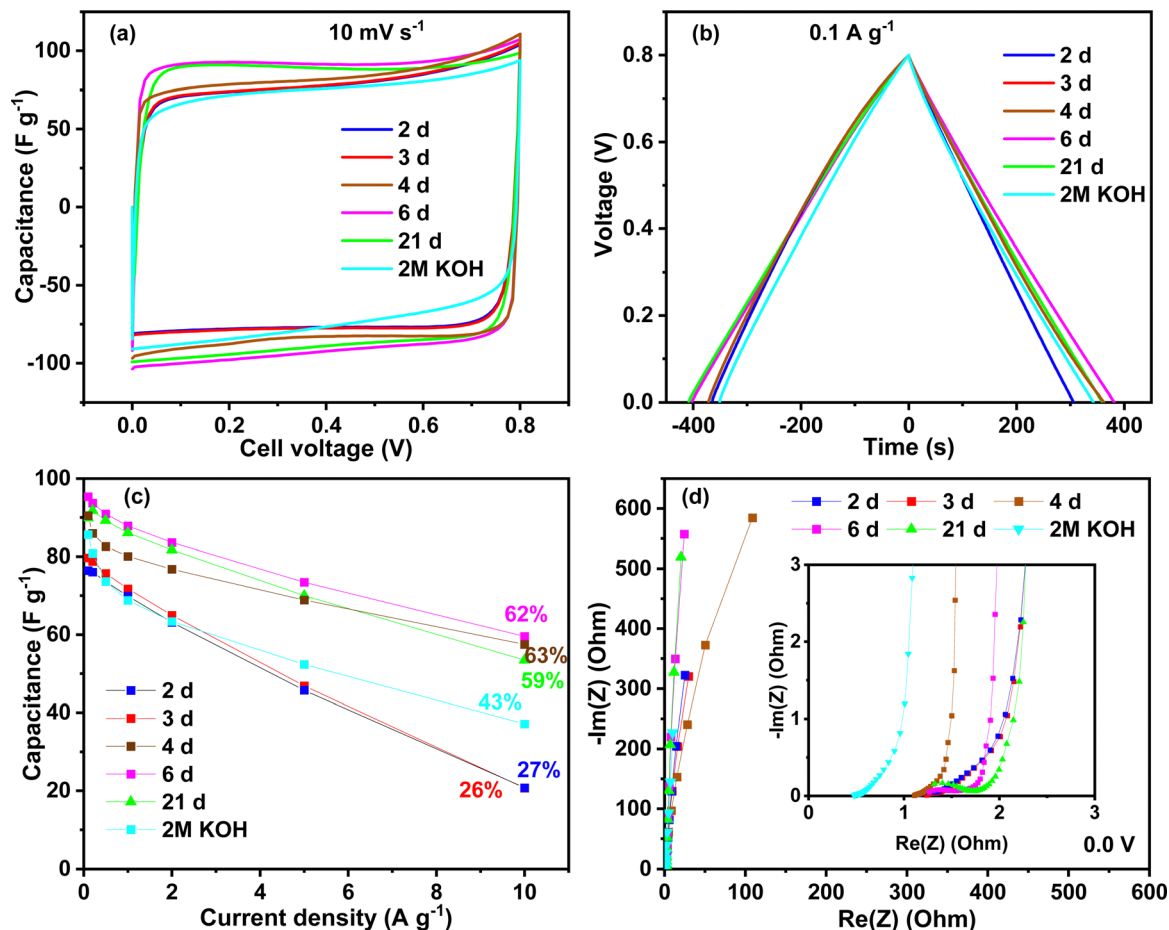 (a)
10 mV s⁻¹
Capacitance (F g⁻¹)
100
50
0
-50
-100
2 d
3 d
4 d
6 d
21 d
2M KOH
0.0
0.2
0.4
0.6
0.8
Cell voltage (V)
(b)
0.1 A g⁻¹
Voltage (V)
0.8
0.6
0.4
0.2
0.0
2 d
3 d
4 d
6 d
21 d
2M KOH
-400
-200
0
200
400
Time (s)
(c)
Capacitance (F g⁻¹)
100
80
60
40
20
0
62%
63%
59%
43%
27%
26%
2 d
3 d
4 d
6 d
21 d
2M KOH
0
2
4
6
8
10
Current density (A g⁻¹)
(d)
-Im(Z) (Ohm)
600
550
500
450
400
350
300
250
200
150
100
50
0
2 d
3 d
4 d
6 d
21 d
2M KOH
-Im(Z) (Ohm)
3
2
1
0
0
1
2
3
Re(Z) (Ohm)
0.0 V
0
100
200
300
400
500
600
Re(Z) (Ohm)